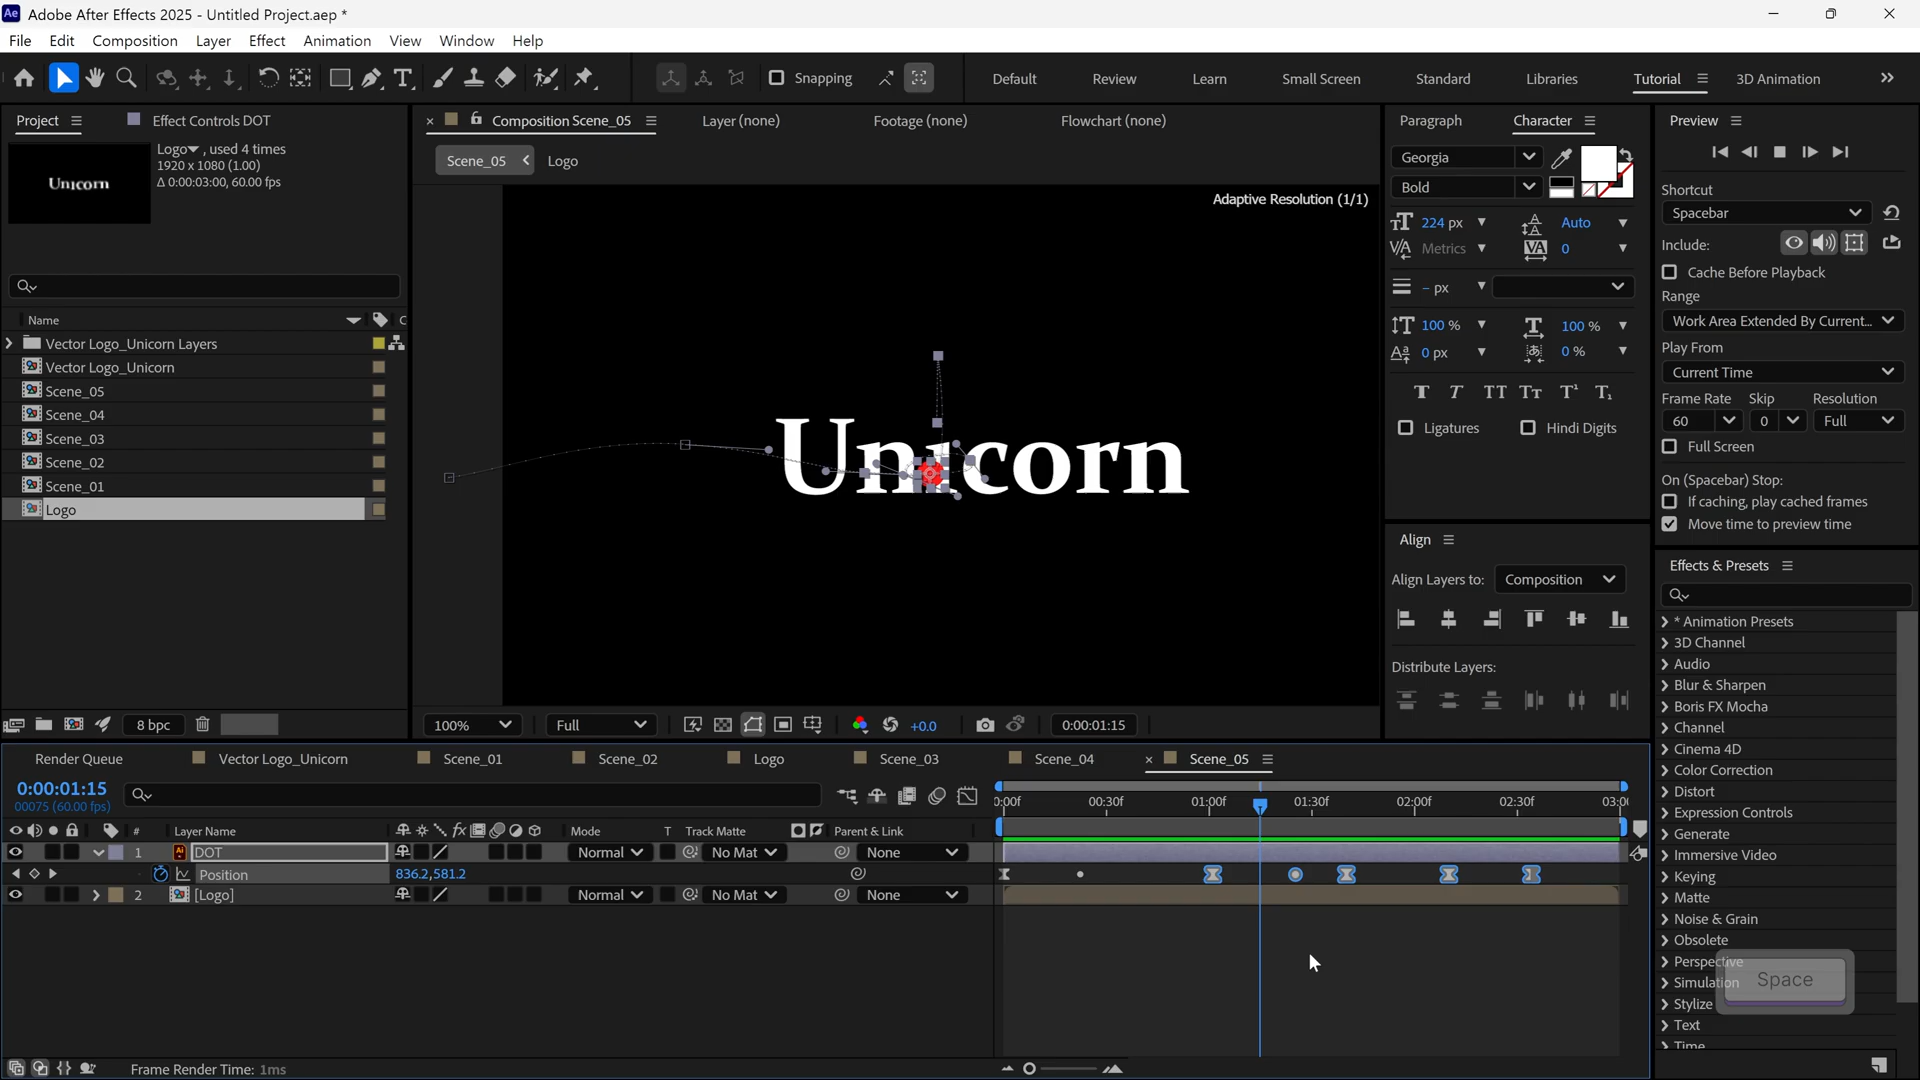 Ae Adobe After Effects 2025 - Untitled Project.aep *
File Edit Composition Layer Effect Animation View Window Help
Snapping Default Review Learn Small Screen Standard Libraries Tutorial 3D Animation
Project Effect Controls DOT
Logo , used 4 times
1920 x 1080 (1.00)
Δ 0:00:03:00, 60.00 fps
Unıcorn
Name
Vector Logo_Unicorn Layers
Vector Logo_Unicorn
Scene_05
Scene_04
Scene_03
Scene_02
Scene_01
Logo
8 bpc
Composition Scene_05 Layer (none) Footage (none) Flowchart (none)
Scene_05 Logo
Adaptive Resolution (1/1)
Unıcorn
100% Full +0.0 0:00:01:15
Paragraph Character
Georgia
Bold
224 px Auto
Metrics 0
– px
100 % 100 %
0 px 0 %
Ligatures Hindi Digits
Align
Align Layers to: Composition
Distribute Layers:
Preview
Shortcut
Spacebar
Include:
Cache Before Playback
Range
Work Area Extended By Current...
Play From
Current Time
Frame Rate Skip Resolution
60 0 Full
Full Screen
On (Spacebar) Stop:
If caching, play cached frames
Move time to preview time
Effects & Presets
* Animation Presets
3D Channel
Audio
Blur & Sharpen
Boris FX Mocha
Channel
Cinema 4D
Color Correction
Distort
Expression Controls
Generate
Immersive Video
Keying
Matte
Noise & Grain
Obsolete
Perspective
Simulation
Stylize
Text
Time
Space
Render Queue Vector Logo_Unicorn Scene_01 Scene_02 Logo Scene_03 Scene_04 Scene_05
0:00:01:15
00075 (60.00 fps)
0:00f 00:30f 01:00f 01:30f 02:00f 02:30f 03:00f
# Layer Name Mode T Track Matte Parent & Link
1 Ai DOT Normal No Mat None
Position 836.2,581.2
2 [Logo] Normal No Mat None
Frame Render Time: 1ms